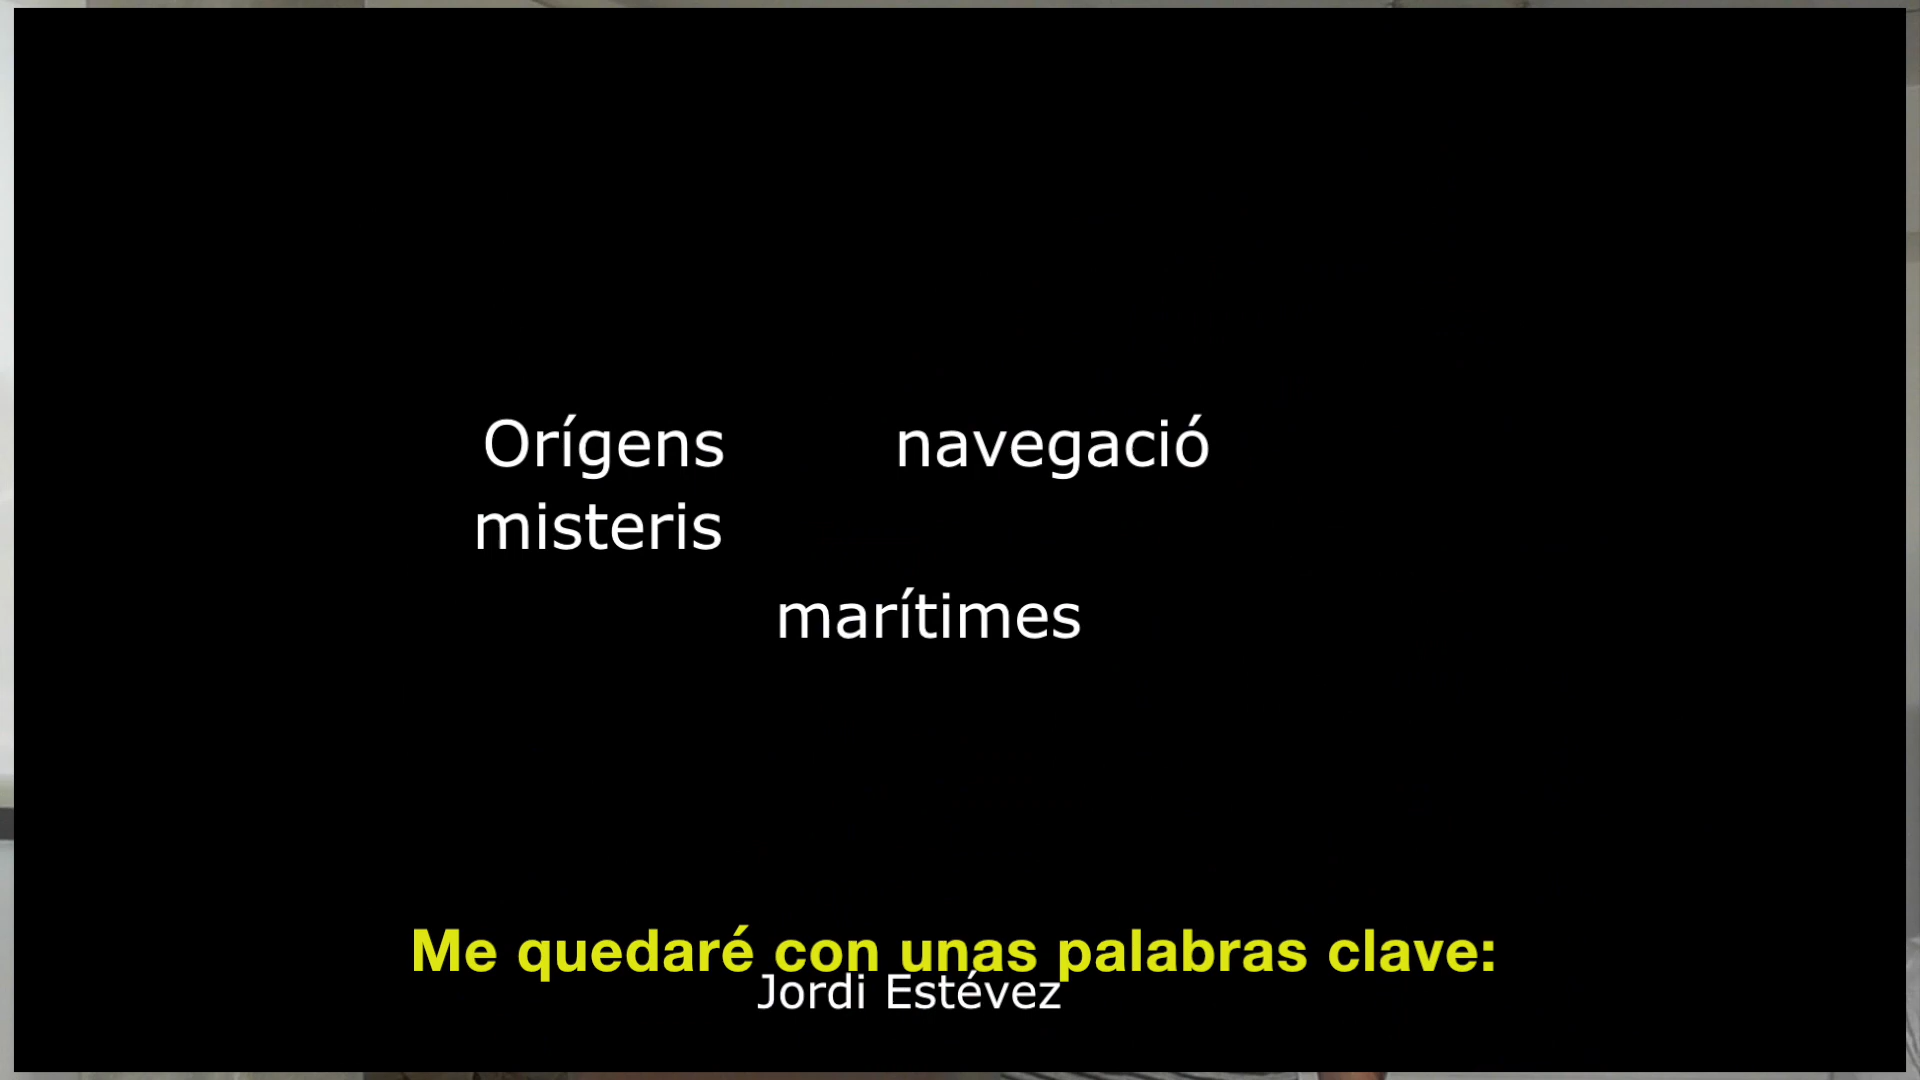 Orígens navegació
misteris
marítimes
Me quedaré con unas palabras clave:
Jordi Estévez